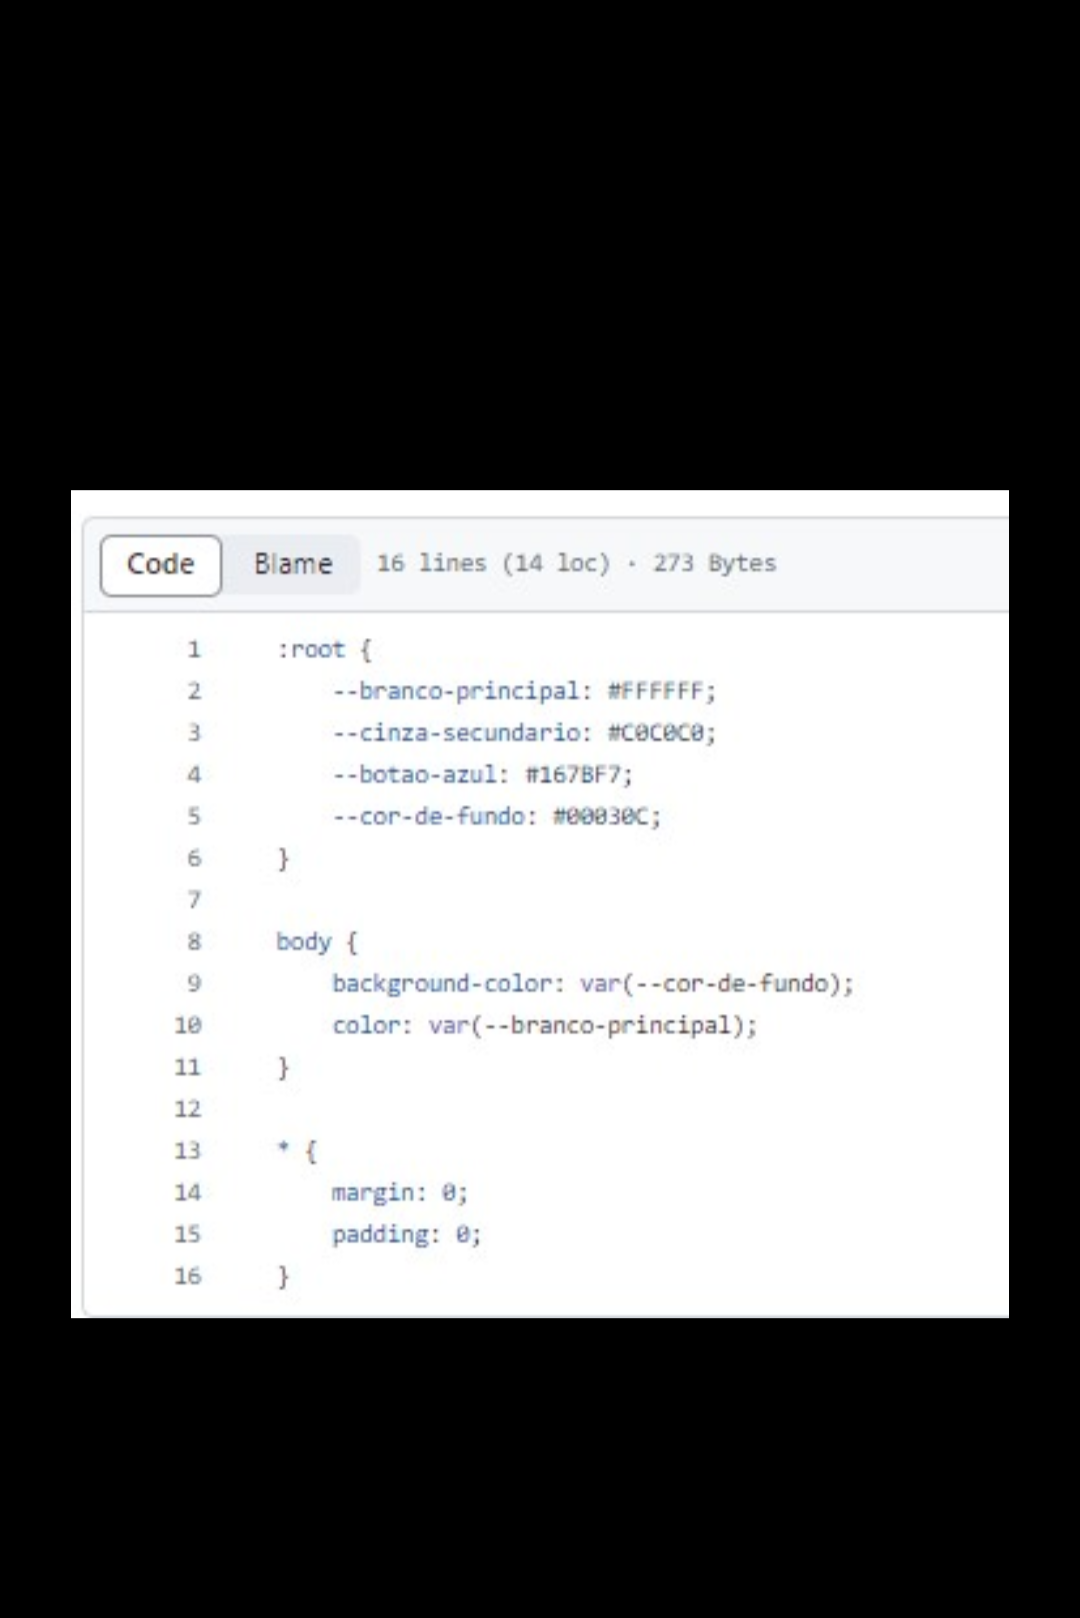 Code Blame 16 lines (14 loc) · 273 Bytes
1 :root {
2 --branco-principal: #FFFFFF;
3 --cinza-secundario: #C0C0C0;
4 --botao-azul: #167BF7;
5 --cor-de-fundo: #00030C;
6 }
7
8 body {
9 background-color: var(--cor-de-fundo);
10 color: var(--branco-principal);
11 }
12
13 * {
14 margin: 0;
15 padding: 0;
16 }